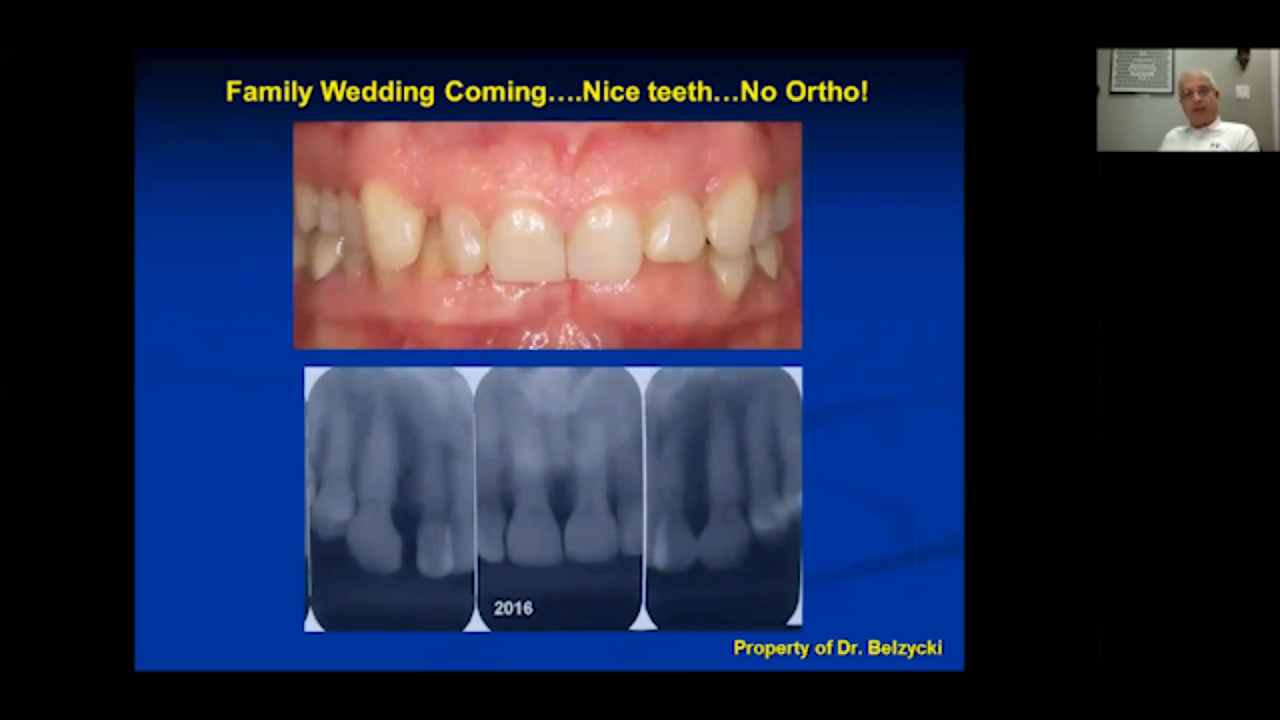 Family Wedding Coming....Nice teeth...No Ortho!
2016
Property of Dr. Belzycki